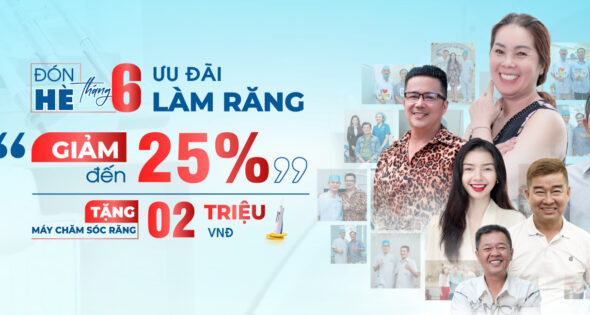 ĐÓN HÈ tháng 6
ƯU ĐÃI
LÀM RĂNG
“GIẢM đến 25%”
TẶNG
MÁY CHĂM SÓC RĂNG
02 TRIỆU
VNĐ